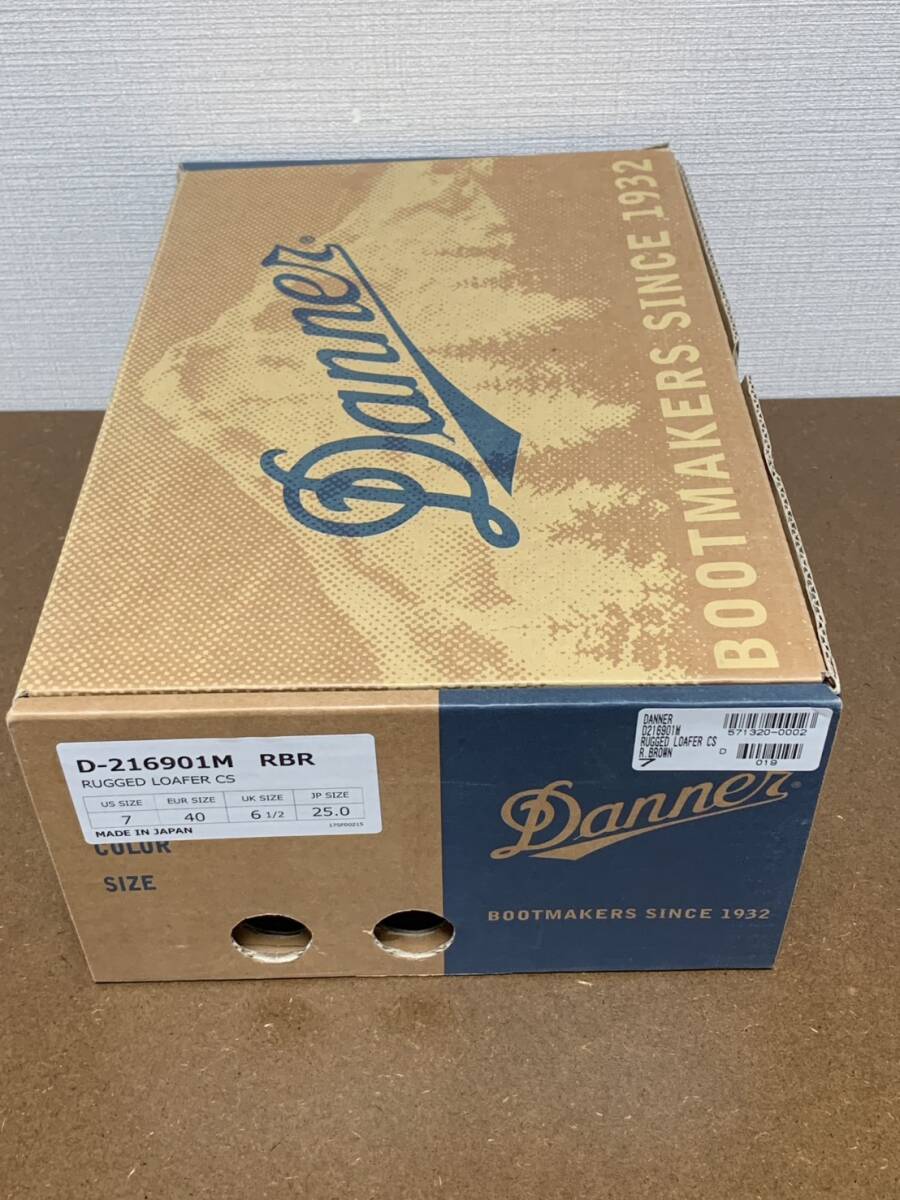 Danner®
BOOTMAKERS SINCE 1932
D-216901M RBR
RUGGED LOAFER CS
US SIZE EUR SIZE UK SIZE JP SIZE
7 40 6 1/2 25.0
MADE IN JAPAN 17SF00215
COLOR
SIZE
DANNER
D216901M 571320-0002
RUGGED LOAFER CS
R.BROWN D
7 019
Danner®
BOOTMAKERS SINCE 1932